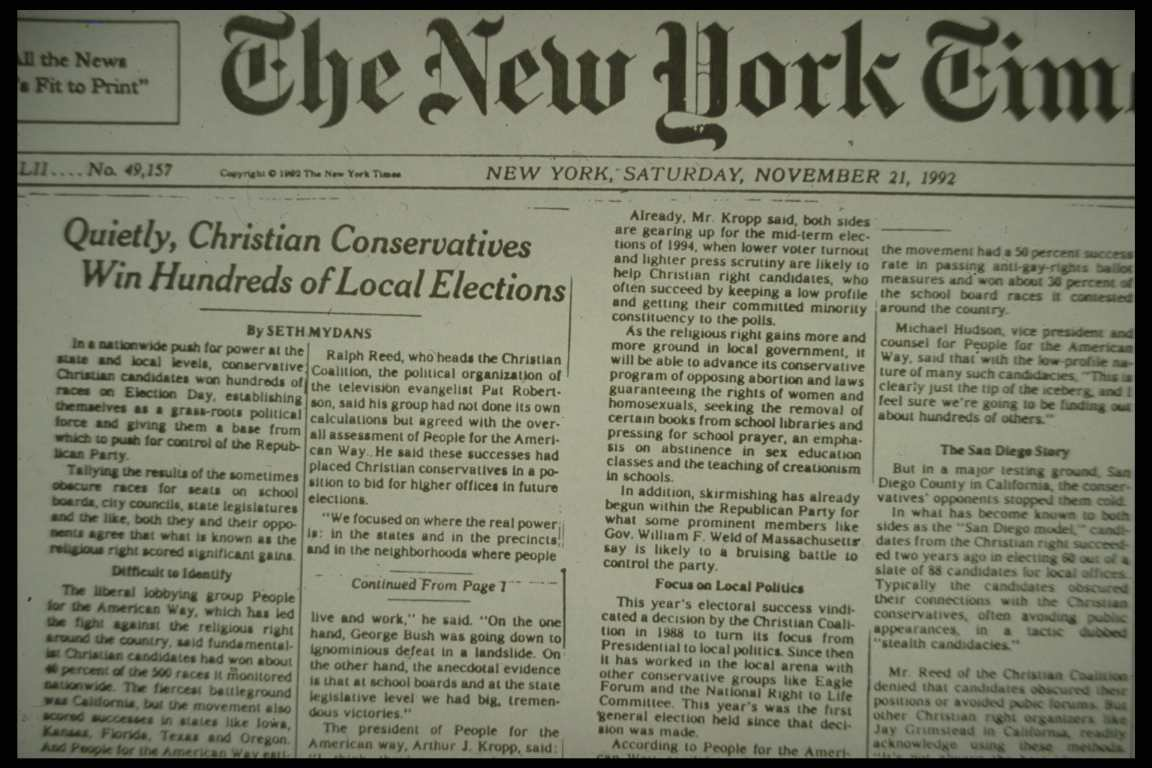 All the News
's Fit to Print"
The New York Tim
LII.... No. 49,157
Copyright © 1992 The New York Times
NEW YORK, SATURDAY, NOVEMBER 21, 1992
Quietly, Christian Conservatives
Win Hundreds of Local Elections
By SETH MYDANS
In a nationwide push for power at the
state and local levels, conservative
Christian candidates won hundreds of
races on Election Day, establishing
themselves as a grass-roots political
force and giving them a base from
which to push for control of the Repub-
lican Party.
Tallying the results of the sometimes
obscure races for seats on school
boards, city councils, state legislatures
and the like, both they and their oppo-
nents agree that what is known as the
religious right scored significant gains.
Difficult to Identify
The liberal lobbying group People
for the American Way, which has led
the fight against the religious right
around the country, said fundamental-
ist Christian candidates had won about
40 percent of the 500 races it monitored
nationwide. The fiercest battleground
was California, but the movement also
scored successes in states like Iowa,
Kansas, Florida, Texas and Oregon.
And People for the American Way esti-
Ralph Reed, who heads the Christian
Coalition, the political organization of
the television evangelist Pat Robert-
son, said his group had not done its own
calculations but agreed with the over-
all assessment of People for the Ameri-
can Way. He said these successes had
placed Christian conservatives in a po-
sition to bid for higher offices in future
elections.
"We focused on where the real power
is: in the states and in the precincts
and in the neighborhoods where people
Continued From Page 1
live and work," he said. "On the one
hand, George Bush was going down to
ignominious defeat in a landslide. On
the other hand, the anecdotal evidence
is that at school boards and at the state
legislative level we had big, tremen-
dous victories."
The president of People for the
American way, Arthur J. Kropp, said:
Already, Mr. Kropp said, both sides
are gearing up for the mid-term elec-
tions of 1994, when lower voter turnout
and lighter press scrutiny are likely to
help Christian right candidates, who
often succeed by keeping a low profile
and getting their committed minority
constituency to the polls.
As the religious right gains more and
more ground in local government, it
will be able to advance its conservative
program of opposing abortion and laws
guaranteeing the rights of women and
homosexuals, seeking the removal of
certain books from school libraries and
pressing for school prayer, an empha-
sis on abstinence in sex education
classes and the teaching of creationism
in schools.
In addition, skirmishing has already
begun within the Republican Party for
what some prominent members like
Gov. William F. Weld of Massachusetts
say is likely to a bruising battle to
control the party.
Focus on Local Politics
This year's electoral success vindi-
cated a decision by the Christian Coali-
tion in 1988 to turn its focus from
Presidential to local politics. Since then
it has worked in the local arena with
other conservative groups like Eagle
Forum and the National Right to Life
Committee. This year's was the first
general election held since that deci-
sion was made.
According to People for the Ameri-
the movement had a 50 percent success
rate in passing anti-gay-rights ballot
measures and won about 30 percent of
the school board races it contested
around the country.
Michael Hudson, vice president and
counsel for People for the American
Way, said that with the low-profile na-
ture of many such candidacies, "This is
clearly just the tip of the iceberg, and I
feel sure we're going to be finding out
about hundreds of others."
The San Diego Story
But in a major testing ground, San
Diego County in California, the conser-
vatives' opponents stopped them cold.
In what has become known to both
sides as the "San Diego model," candi-
dates from the Christian right succeed-
ed two years ago in electing 60 out of a
slate of 88 candidates for local offices.
Typically the candidates obscured
their connections with the Christian
conservatives, often avoiding public
appearances, in a tactic dubbed
"stealth candidacies."
Mr. Reed of the Christian Coalition
denied that candidates obscured their
positions or avoided pubic forums. But
other Christian right organizers like
Jay Grimstead in California, readily
acknowledge using these methods.